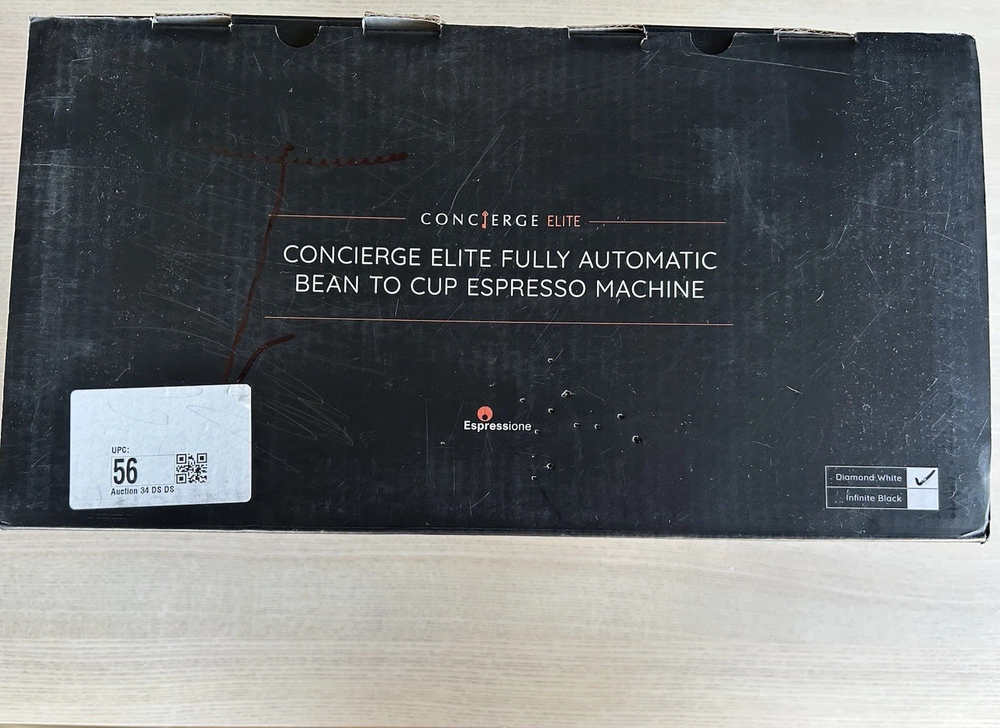 CONCIERGE ELITE
CONCIERGE ELITE FULLY AUTOMATIC
BEAN TO CUP ESPRESSO MACHINE
Espressione
UPC:
56
Auction 34 DS DS
Diamond White
Infinite Black